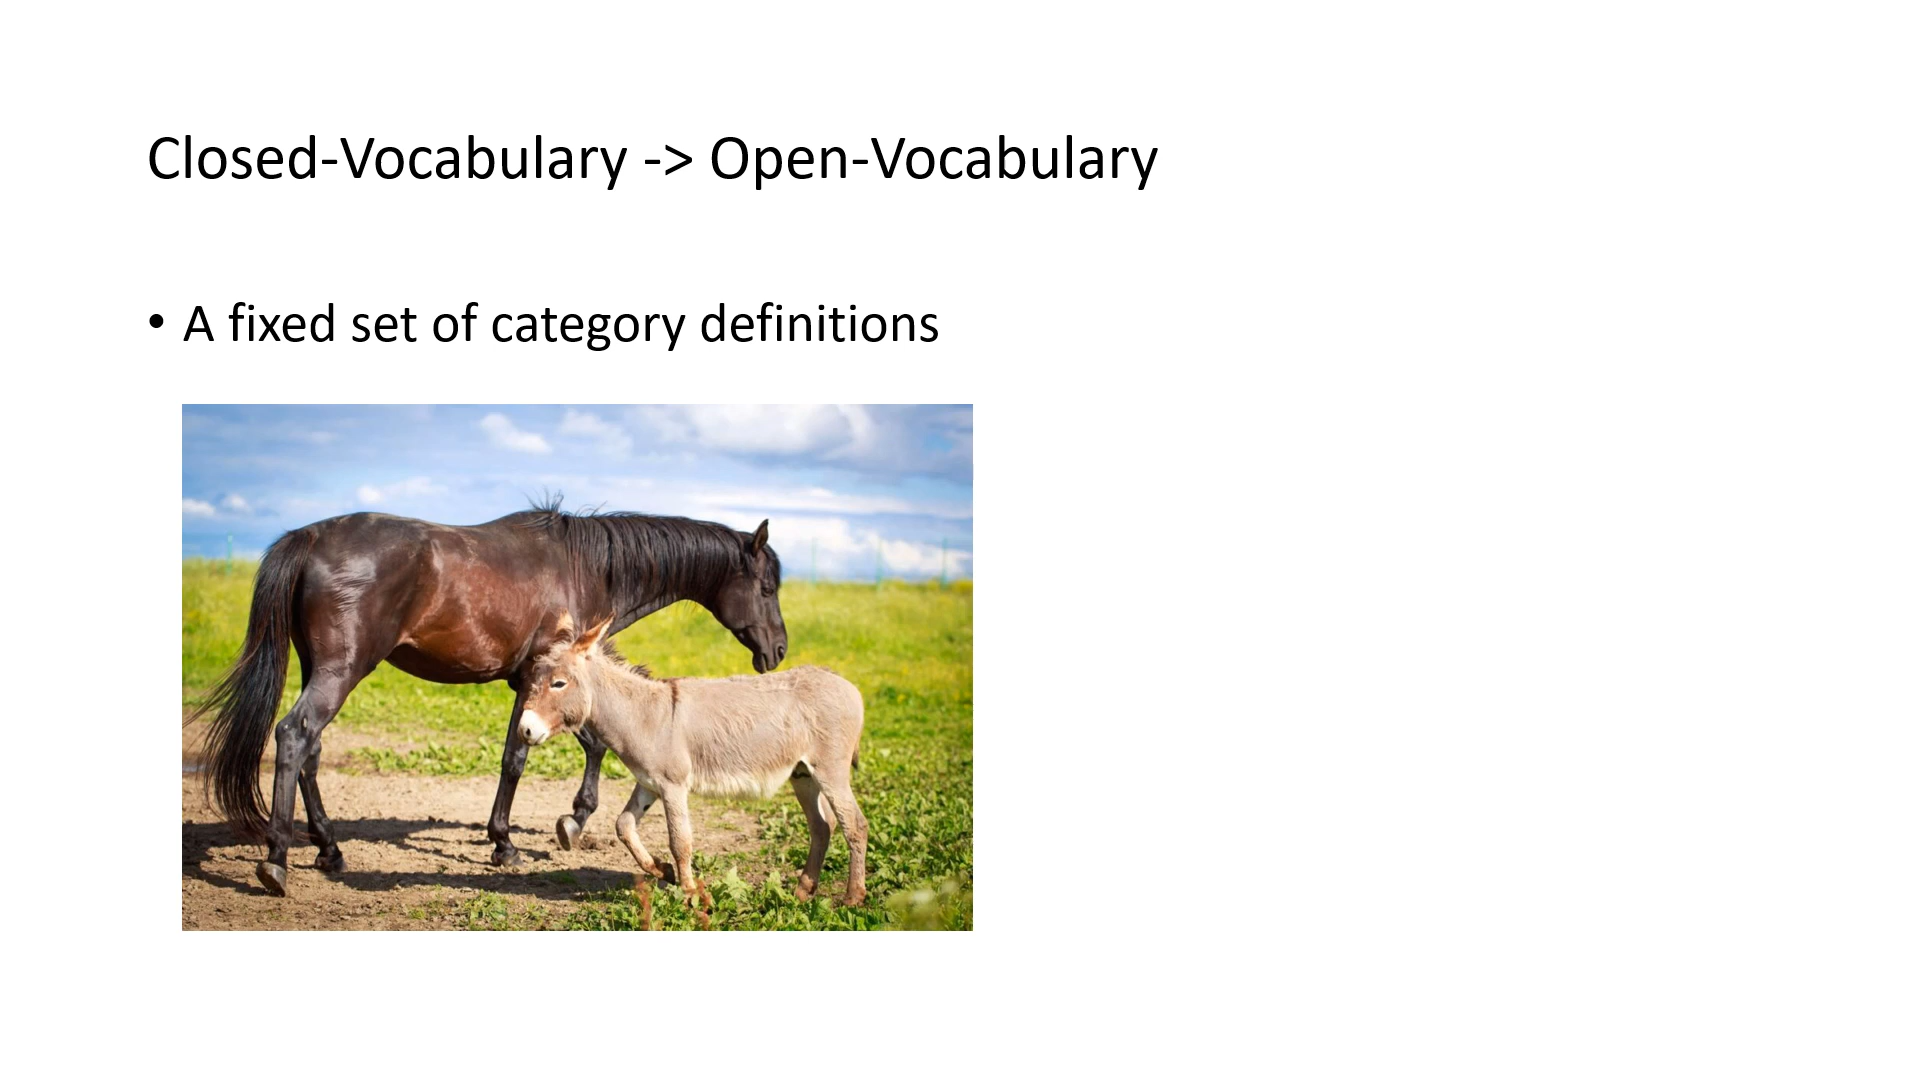 Closed-Vocabulary -> Open-Vocabulary
• A fixed set of category definitions